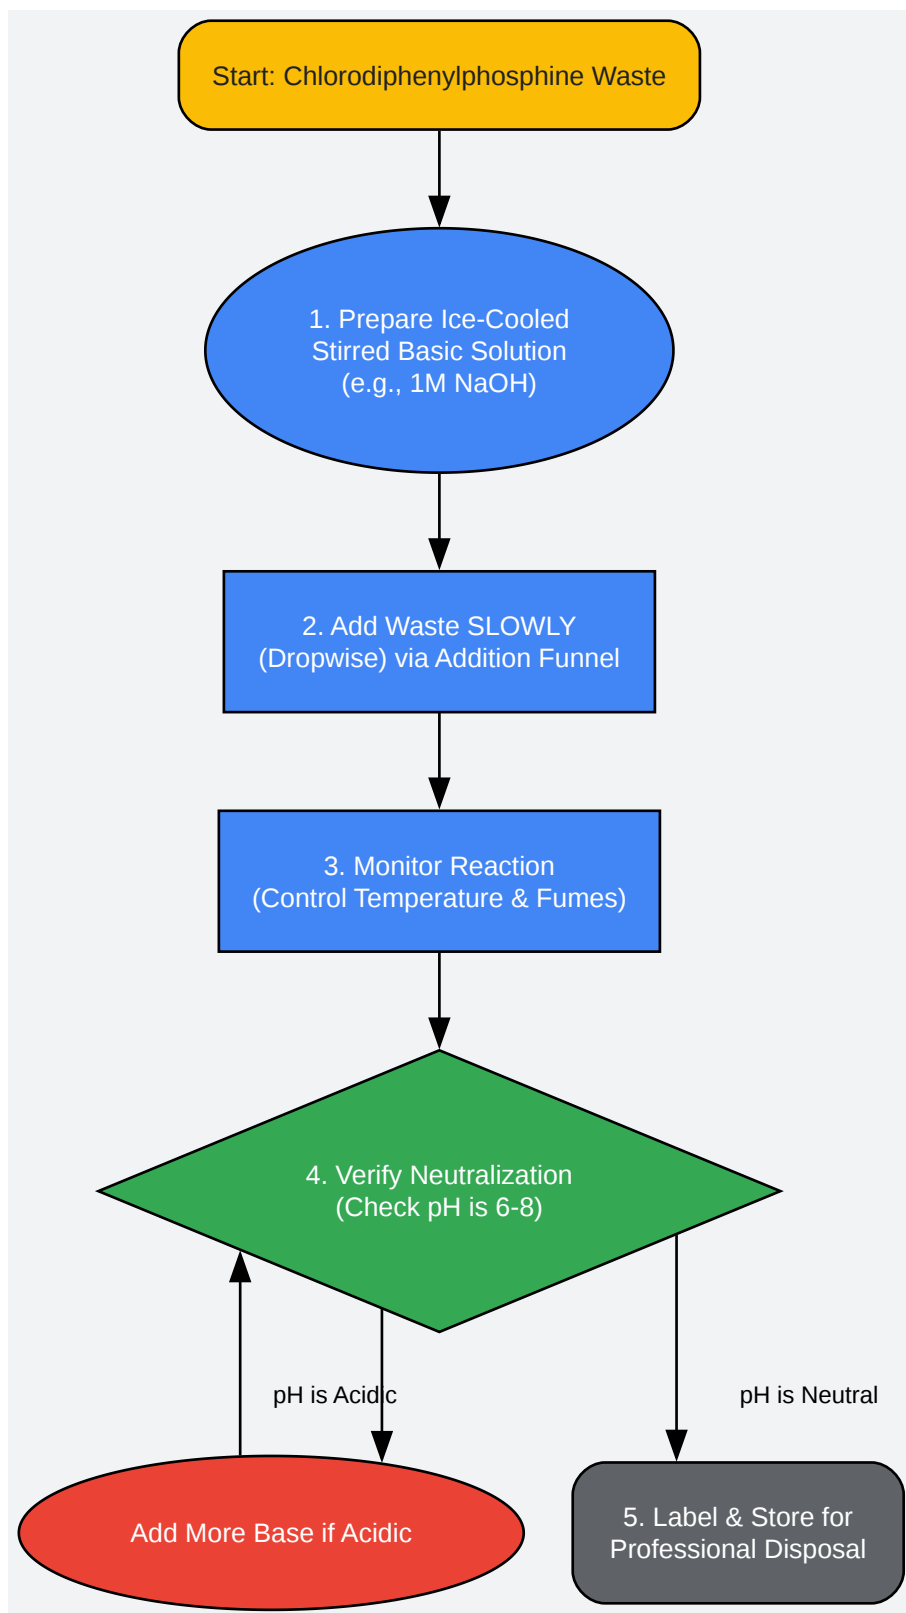 Start: Chlorodiphenylphosphine Waste
1. Prepare Ice-Cooled
Stirred Basic Solution
(e.g., 1M NaOH)
2. Add Waste SLOWLY
(Dropwise) via Addition Funnel
3. Monitor Reaction
(Control Temperature & Fumes)
4. Verify Neutralization
(Check pH is 6-8)
pH is Acidic
pH is Neutral
Add More Base if Acidic
5. Label & Store for
Professional Disposal